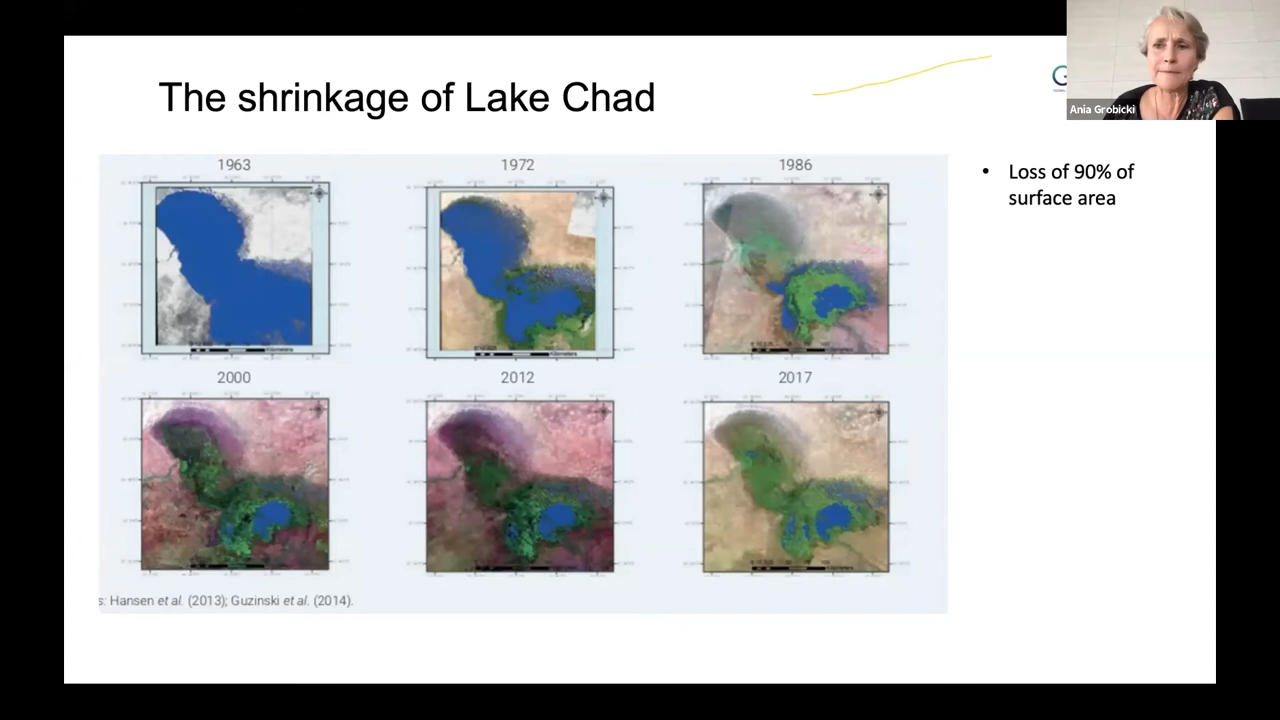 The shrinkage of Lake Chad
G
Ania Grobicki
1963
1972
1986
• Loss of 90% of
surface area
2000
2012
2017
s: Hansen et al. (2013); Guzinski et al. (2014).